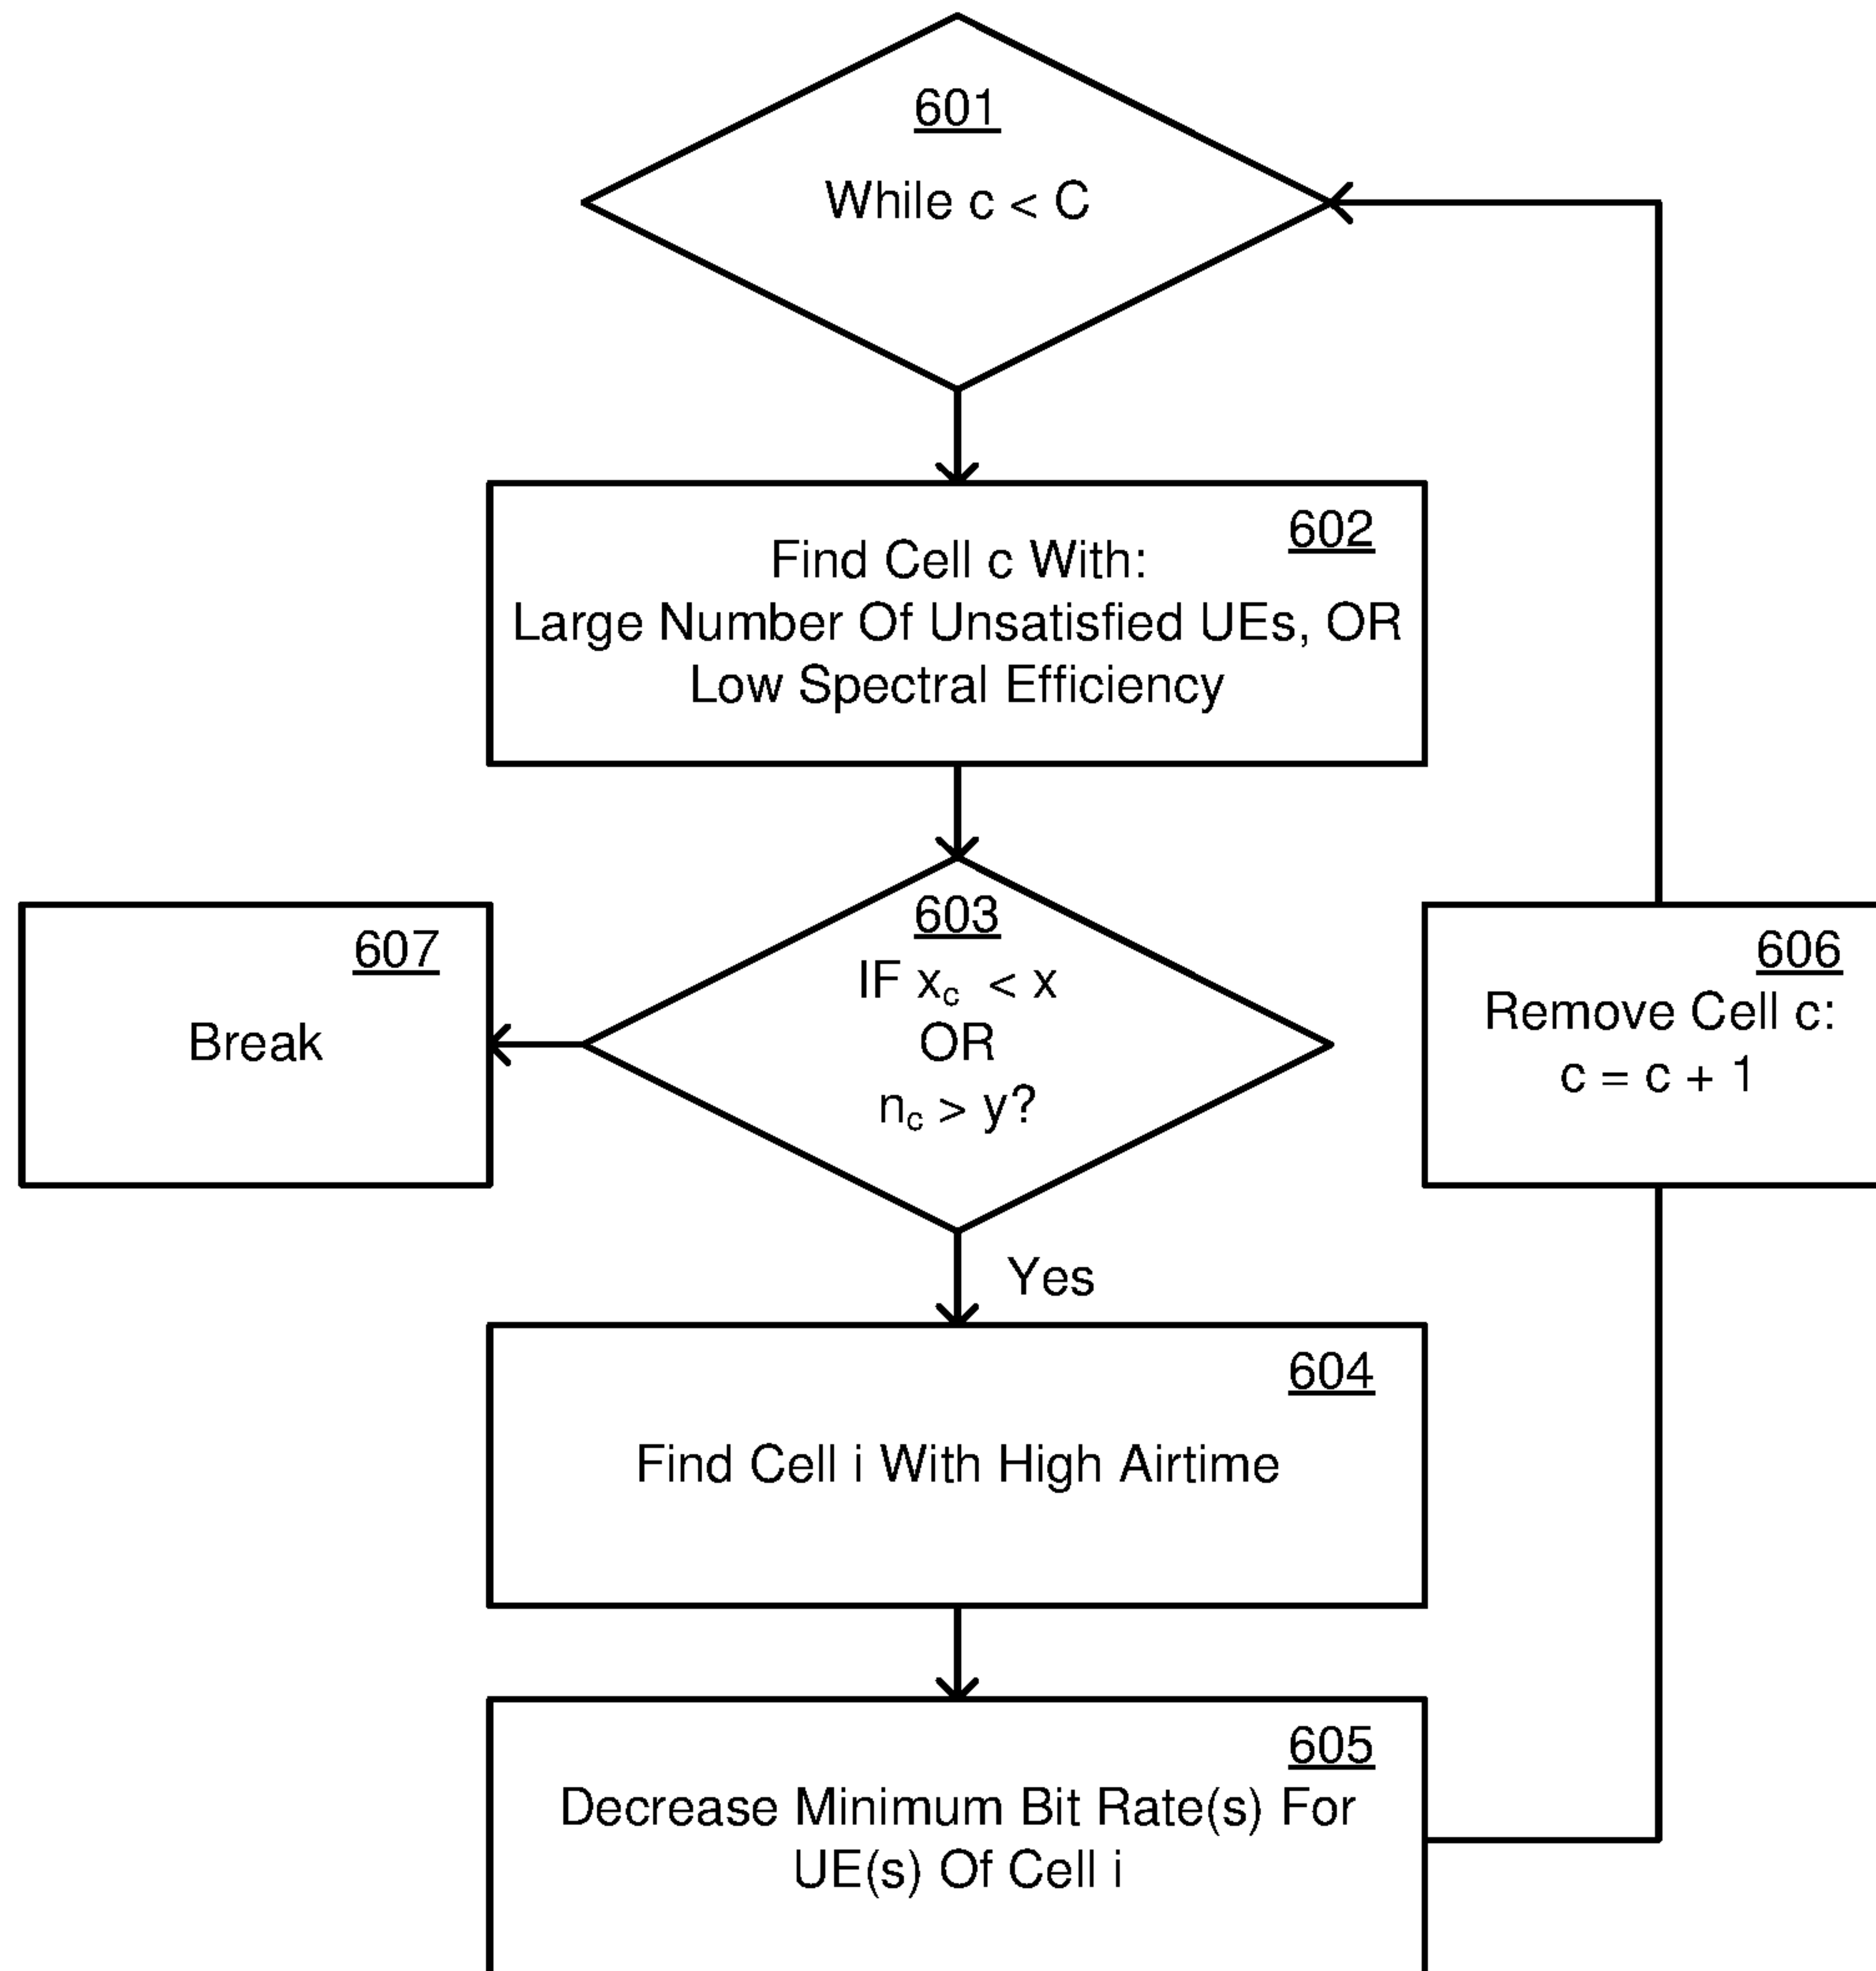 601
While c < C
602
Find Cell c With:
Large Number Of Unsatisfied UEs, OR
Low Spectral Efficiency
603
IF x_c < x
OR
n_c > y?
607
Break
606
Remove Cell c:
c = c + 1
Yes
604
Find Cell i With High Airtime
605
Decrease Minimum Bit Rate(s) For
UE(s) Of Cell i